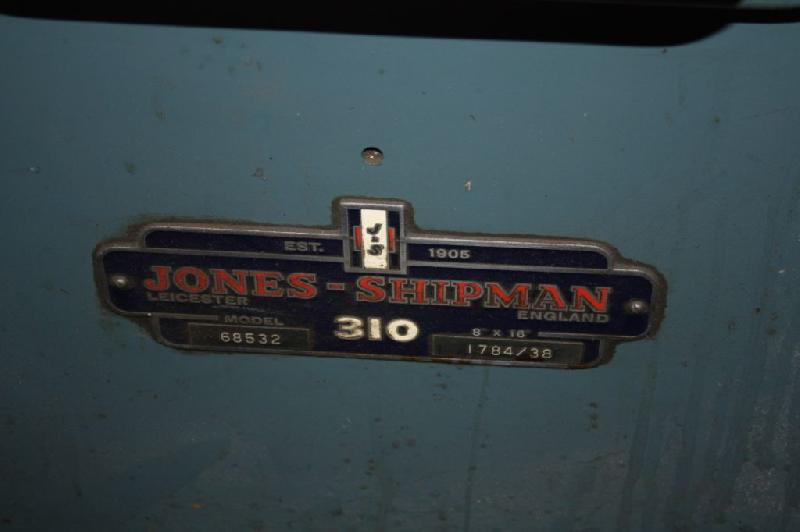 J-S
EST. 1905
JONES-SHIPMAN
LEICESTER ENGLAND
MODEL 310 8" X 18"
68532 1784/38